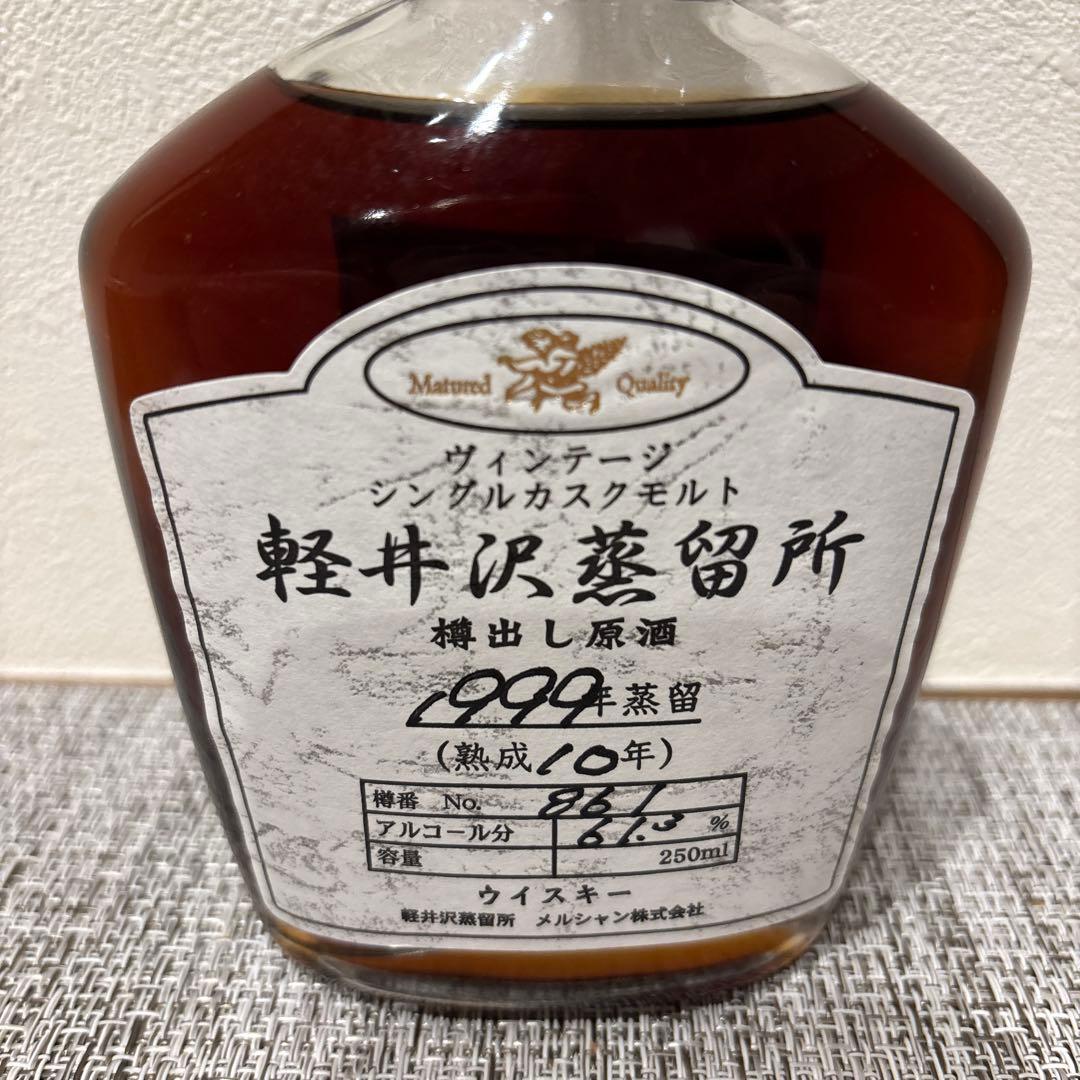 Matured Quality
ヴィンテージ
シングルカスクモルト
軽井沢蒸留所
樽出し原酒
1999年蒸留
(熟成10年)
樽番 No. 861
アルコール分 61.3 %
容量 250ml
ウイスキー
軽井沢蒸留所 メルシャン株式会社